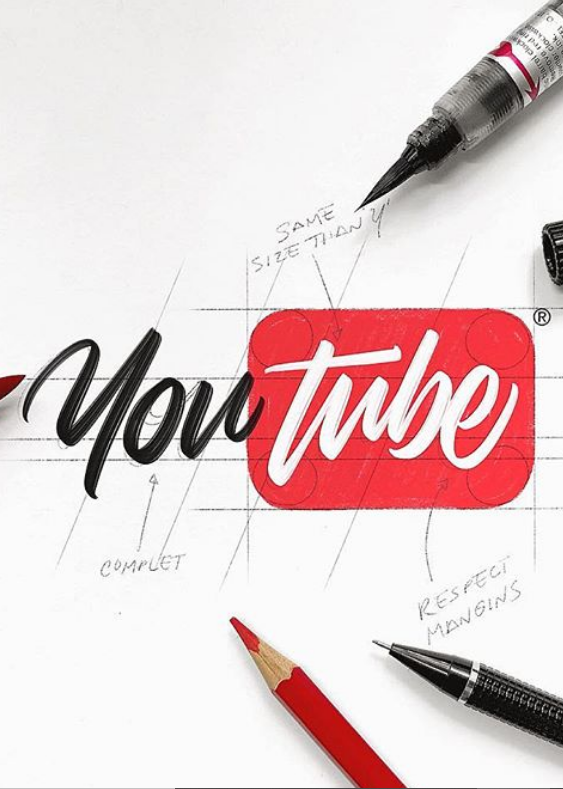 SAME
SIZE THAN 'Y'
You tube ®
COMPLET
RESPECT
MARGINS